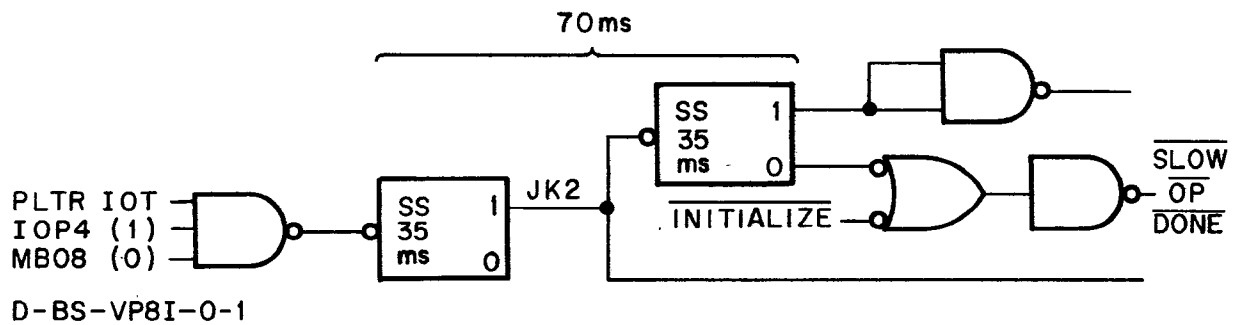 70ms
SS 1
35
ms 0
SLOW
OP
DONE
PLTR IOT
IOP4 (1)
MB08 (0)
SS 1
35
ms 0
JK2
INITIALIZE
D-BS-VP8I-0-1